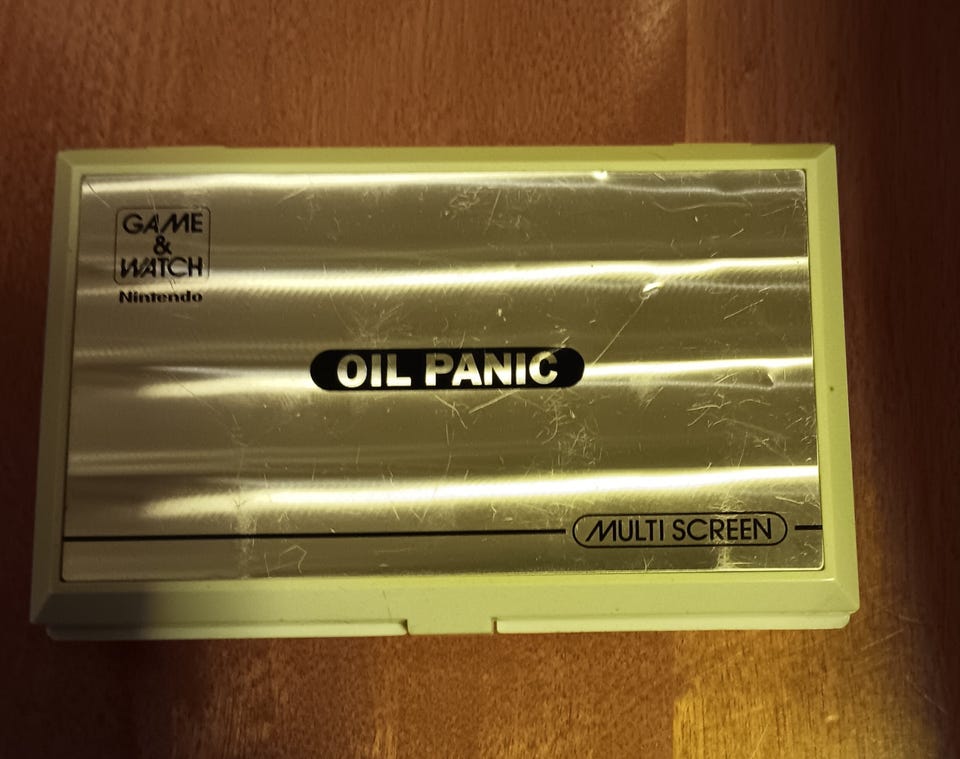 GAME
&
WATCH
Nintendo
OIL PANIC
MULTI SCREEN